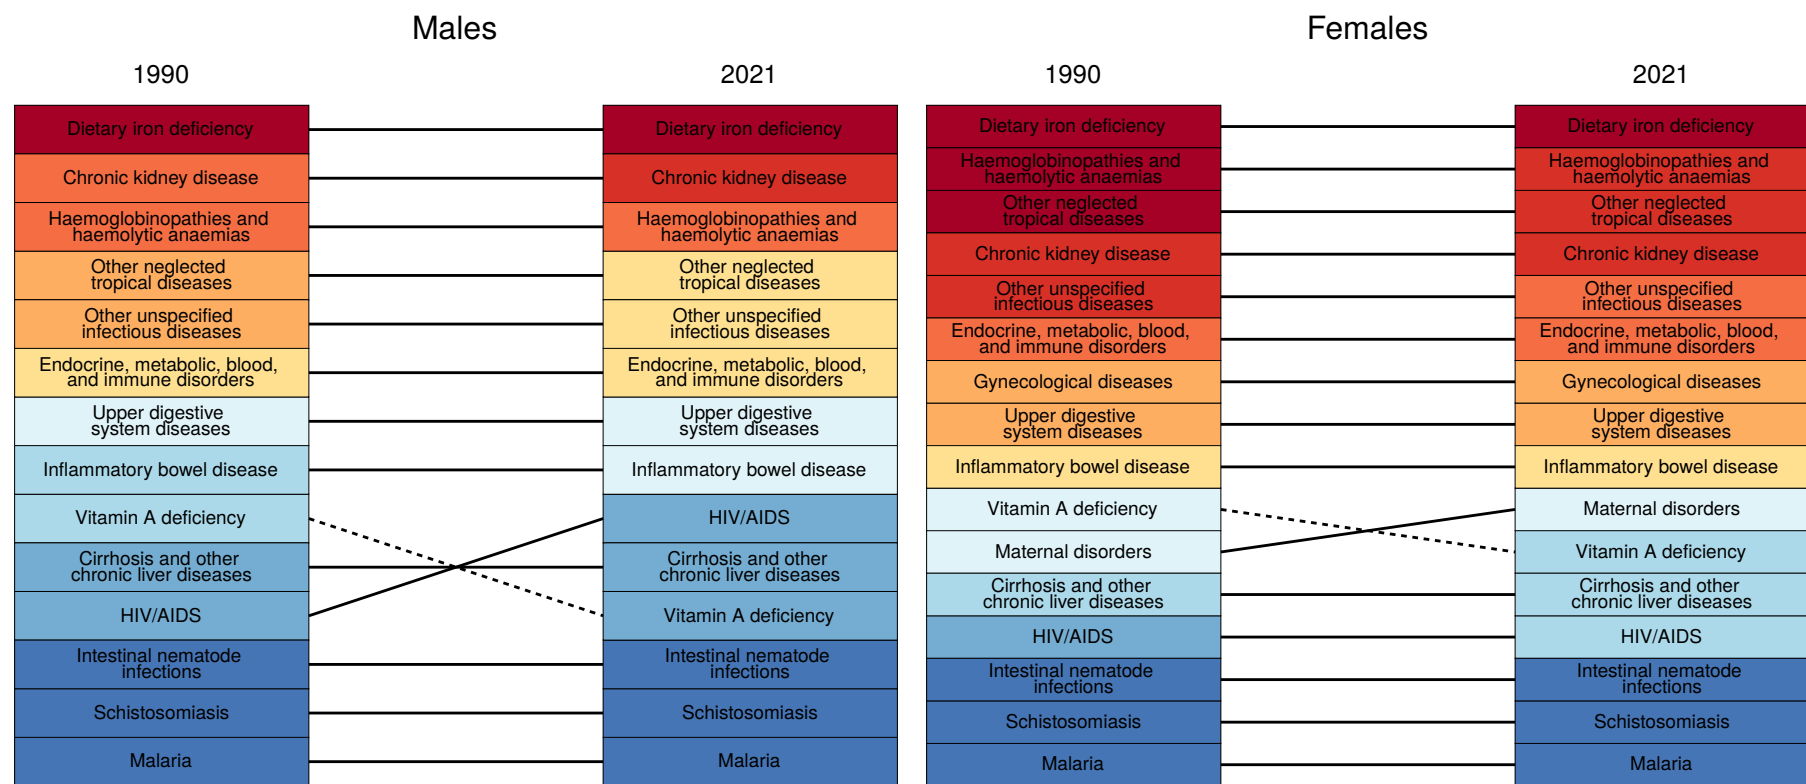 Males
1990
2021
Dietary iron deficiency
Chronic kidney disease
Haemoglobinopathies and
haemolytic anaemias
Other neglected
tropical diseases
Other unspecified
infectious diseases
Endocrine, metabolic, blood,
and immune disorders
Upper digestive
system diseases
Inflammatory bowel disease
Vitamin A deficiency
Cirrhosis and other
chronic liver diseases
HIV/AIDS
Intestinal nematode
infections
Schistosomiasis
Malaria
Dietary iron deficiency
Chronic kidney disease
Haemoglobinopathies and
haemolytic anaemias
Other neglected
tropical diseases
Other unspecified
infectious diseases
Endocrine, metabolic, blood,
and immune disorders
Upper digestive
system diseases
Inflammatory bowel disease
HIV/AIDS
Cirrhosis and other
chronic liver diseases
Vitamin A deficiency
Intestinal nematode
infections
Schistosomiasis
Malaria
Females
1990
2021
Dietary iron deficiency
Haemoglobinopathies and
haemolytic anaemias
Other neglected
tropical diseases
Chronic kidney disease
Other unspecified
infectious diseases
Endocrine, metabolic, blood,
and immune disorders
Gynecological diseases
Upper digestive
system diseases
Inflammatory bowel disease
Vitamin A deficiency
Maternal disorders
Cirrhosis and other
chronic liver diseases
HIV/AIDS
Intestinal nematode
infections
Schistosomiasis
Malaria
Dietary iron deficiency
Haemoglobinopathies and
haemolytic anaemias
Other neglected
tropical diseases
Chronic kidney disease
Other unspecified
infectious diseases
Endocrine, metabolic, blood,
and immune disorders
Gynecological diseases
Upper digestive
system diseases
Inflammatory bowel disease
Maternal disorders
Vitamin A deficiency
Cirrhosis and other
chronic liver diseases
HIV/AIDS
Intestinal nematode
infections
Schistosomiasis
Malaria